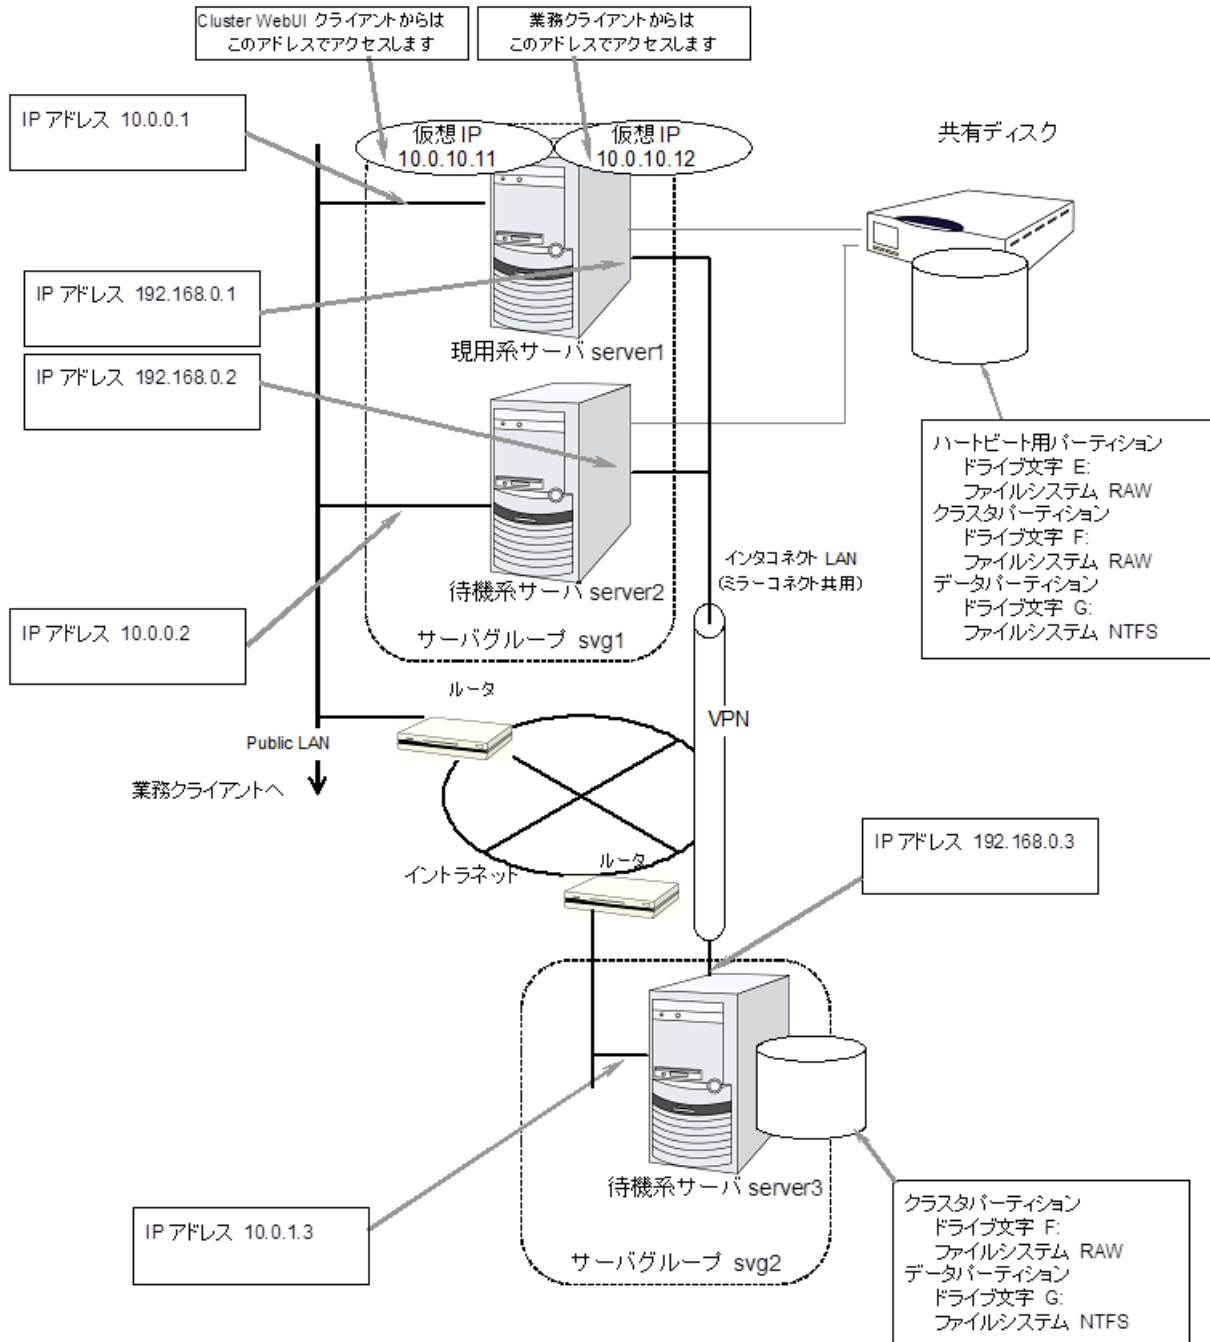 Cluster WebUI クライアントからは
このアドレスでアクセスします
業務クライアントからは
このアドレスでアクセスします
IP アドレス 10.0.0.1
仮想 IP
10.0.10.11
仮想 IP
10.0.10.12
共有ディスク
IP アドレス 192.168.0.1
現用系サーバ server1
IP アドレス 192.168.0.2
ハートビート用パーティション
ドライブ文字 E:
ファイルシステム RAW
クラスタパーティション
ドライブ文字 F:
ファイルシステム RAW
データパーティション
ドライブ文字 G:
ファイルシステム NTFS
インタコネクト LAN
(ミラーコネクト共用)
待機系サーバ server2
IP アドレス 10.0.0.2
サーバグループ svg1
ルータ
VPN
Public LAN
業務クライアントへ
IP アドレス 192.168.0.3
イントラネット
ルータ
待機系サーバ server3
IP アドレス 10.0.1.3
サーバグループ svg2
クラスタパーティション
ドライブ文字 F:
ファイルシステム RAW
データパーティション
ドライブ文字 G:
ファイルシステム NTFS